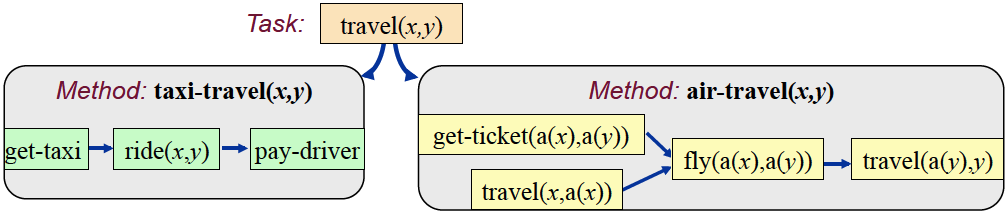 Task: travel(x,y)
Method: taxi-travel(x,y)
get-taxi
ride(x,y)
pay-driver
Method: air-travel(x,y)
get-ticket(a(x),a(y))
travel(x,a(x))
fly(a(x),a(y))
travel(a(y),y)